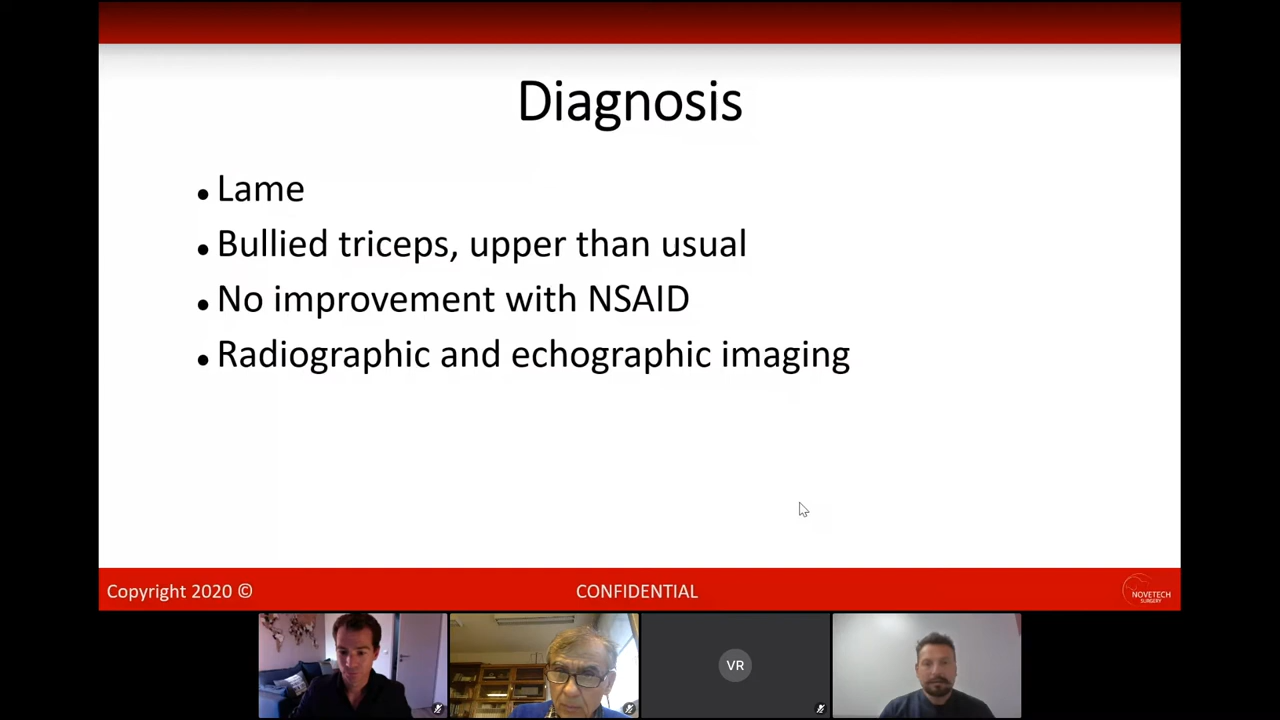 Diagnosis
Lame
Bullied triceps, upper than usual
No improvement with NSAID
Radiographic and echographic imaging
Copyright 2020 ©
CONFIDENTIAL
NOVETECH
SURGERY
VR